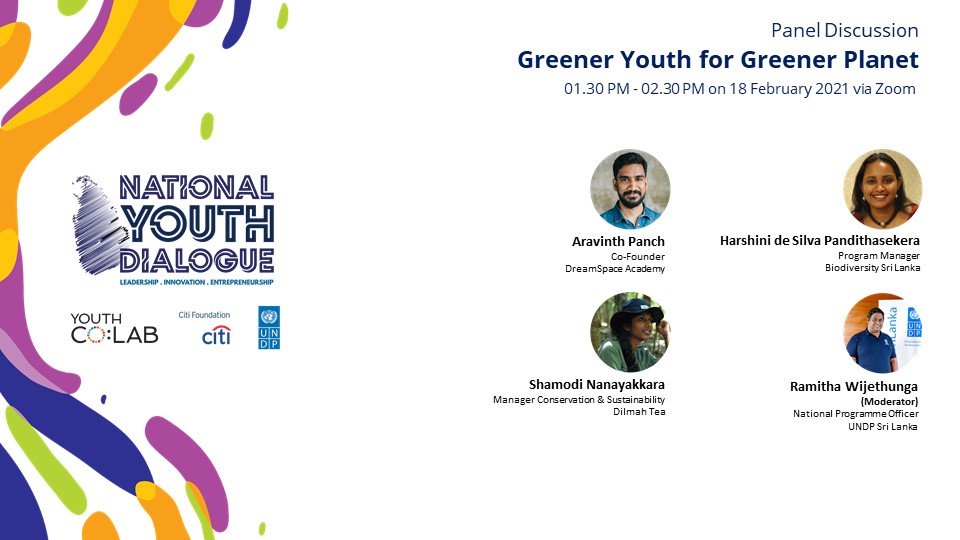 Panel Discussion
Greener Youth for Greener Planet
01.30 PM - 02.30 PM on 18 February 2021 via Zoom
NATIONAL
YOUTH
DIALOGUE
LEADERSHIP . INNOVATION . ENTREPRENEURSHIP
YOUTH
CO:LAB
Citi Foundation
citi
U N
D P
Aravinth Panch
Co-Founder
DreamSpace Academy
Harshini de Silva Pandithasekera
Program Manager
Biodiversity Sri Lanka
Shamodi Nanayakkara
Manager Conservation & Sustainability
Dilmah Tea
Lanka
U N
D P
Ramitha Wijethunga
(Moderator)
National Programme Officer
UNDP Sri Lanka